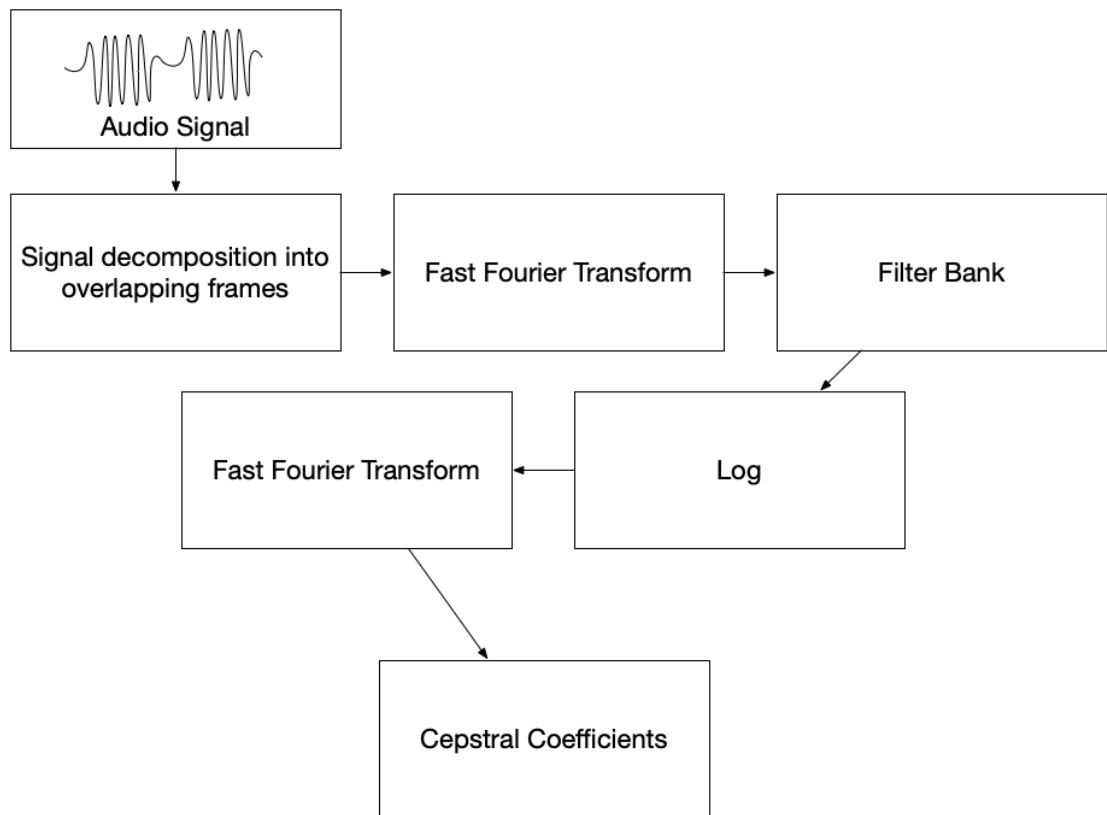 Audio Signal
Signal decomposition into
overlapping frames
Fast Fourier Transform
Filter Bank
Log
Fast Fourier Transform
Cepstral Coefficients